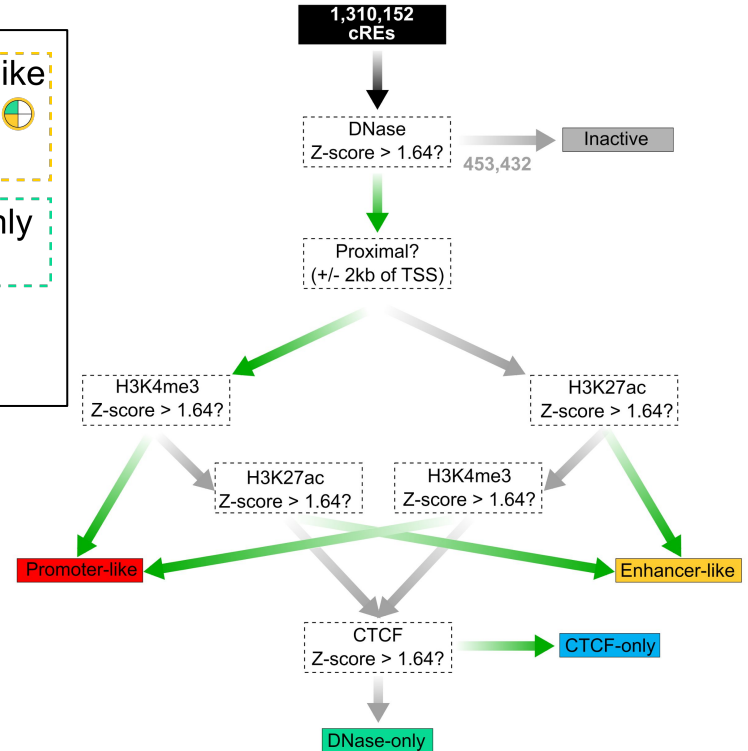 1,310,152
cREs
DNase
Z-score > 1.64?
453,432
Inactive
Proximal?
(+/- 2kb of TSS)
H3K4me3
Z-score > 1.64?
H3K27ac
Z-score > 1.64?
H3K27ac
Z-score > 1.64?
H3K4me3
Z-score > 1.64?
Promoter-like
Enhancer-like
CTCF
Z-score > 1.64?
CTCF-only
DNase-only